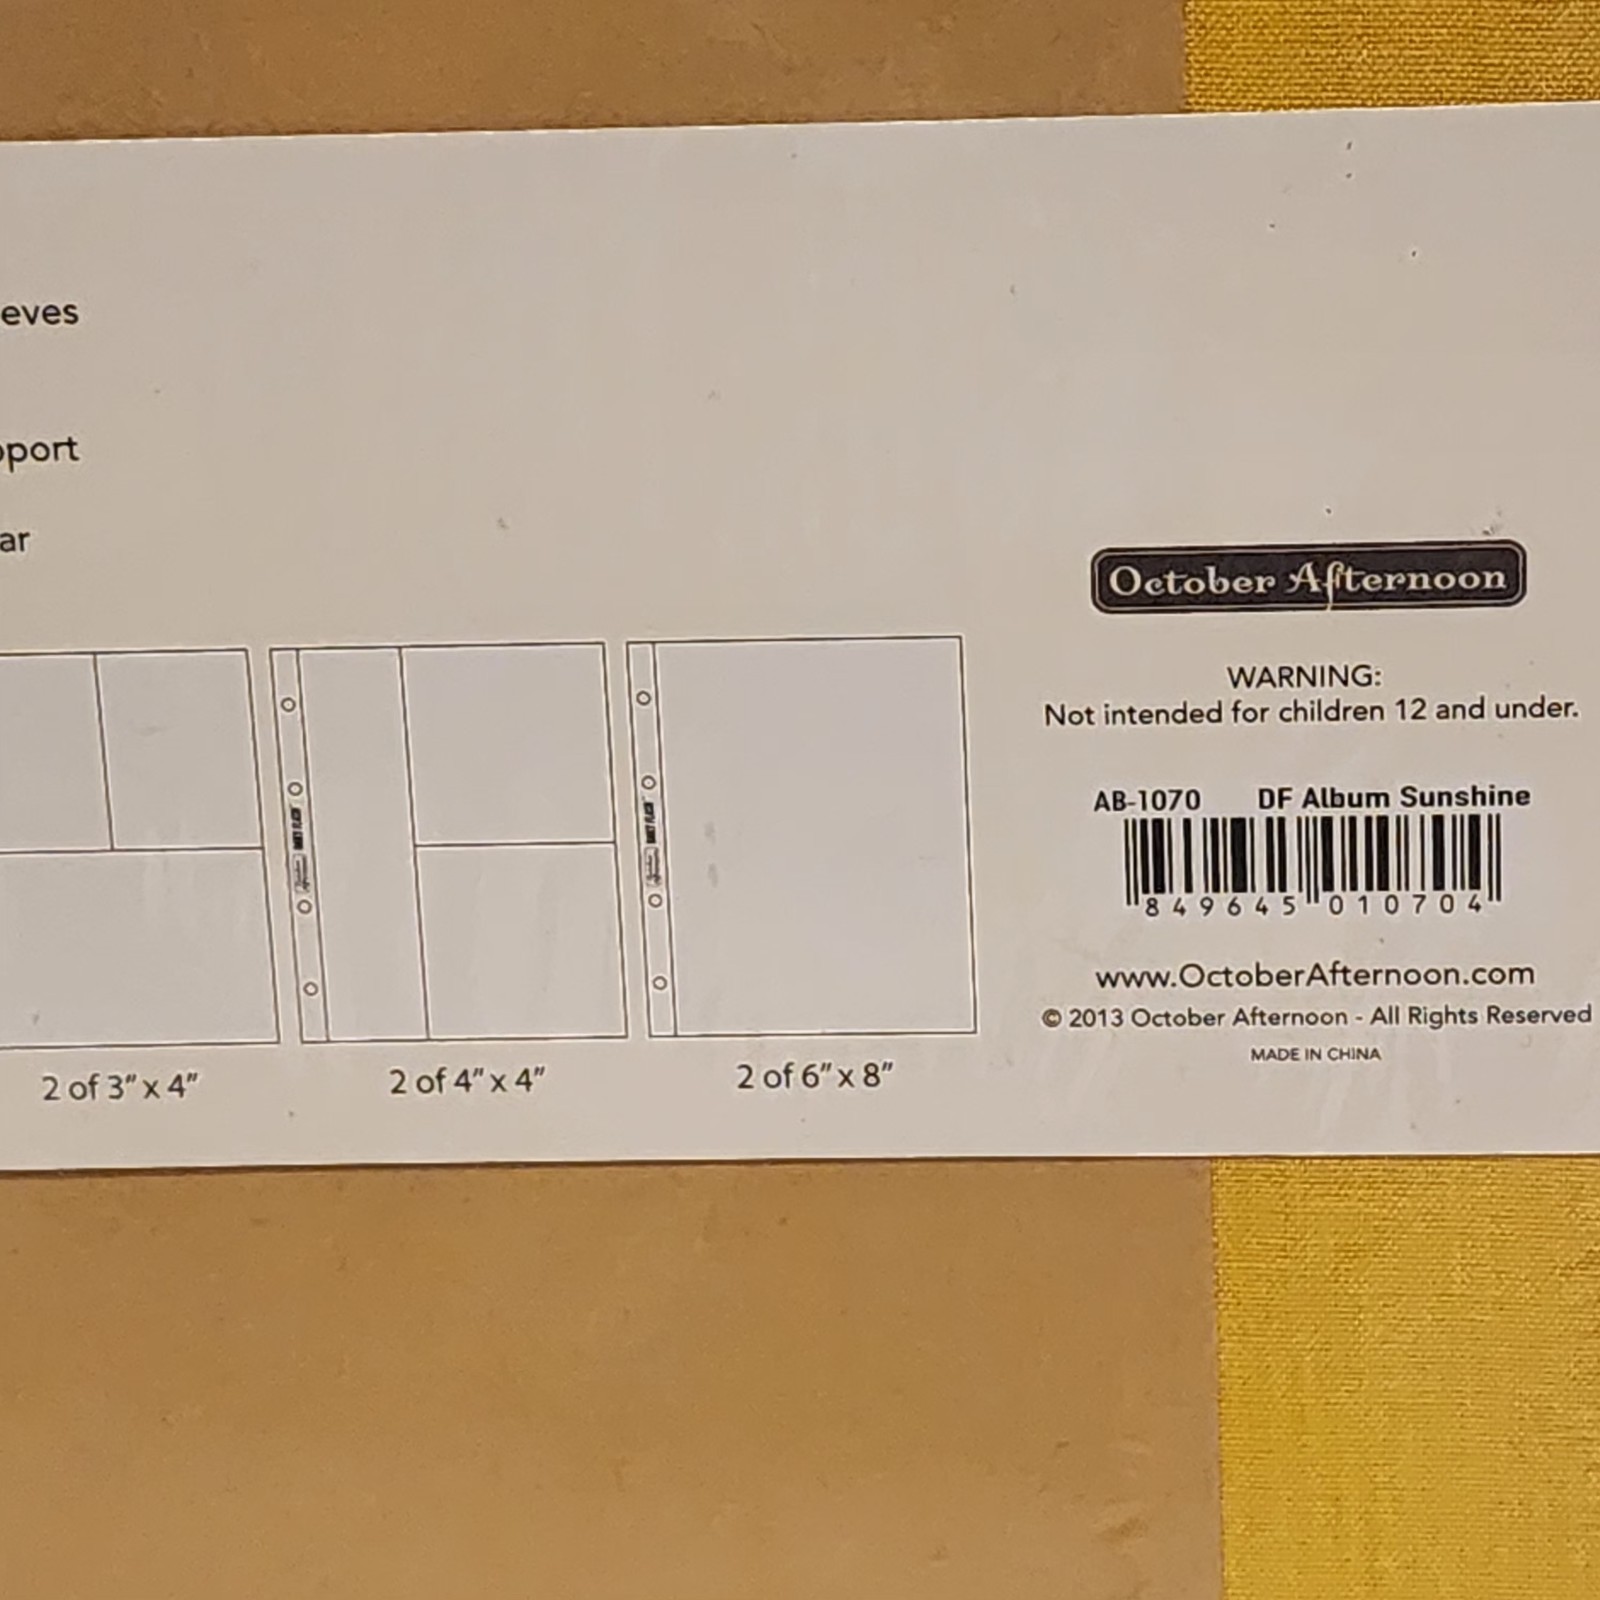 eves
pport
ar
October Afternoon
WARNING:
Not intended for children 12 and under.
AB-1070 DF Album Sunshine
849645 010704
www.OctoberAfternoon.com
© 2013 October Afternoon - All Rights Reserved
MADE IN CHINA
2 of 3" x 4"
2 of 4" x 4"
2 of 6" x 8"